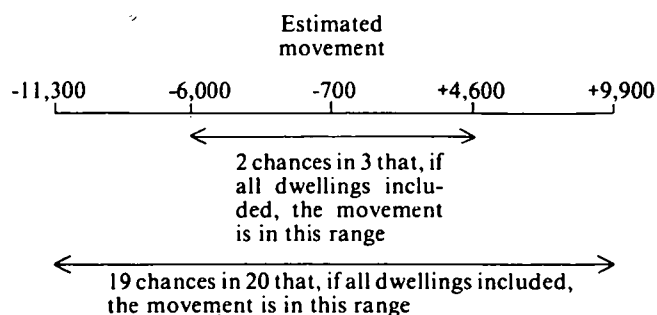 Estimated
movement
-11,300 -6,000 -700 +4,600 +9,900
2 chances in 3 that, if
all dwellings inclu-
ded, the movement
is in this range
19 chances in 20 that, if all dwellings included,
the movement is in this range